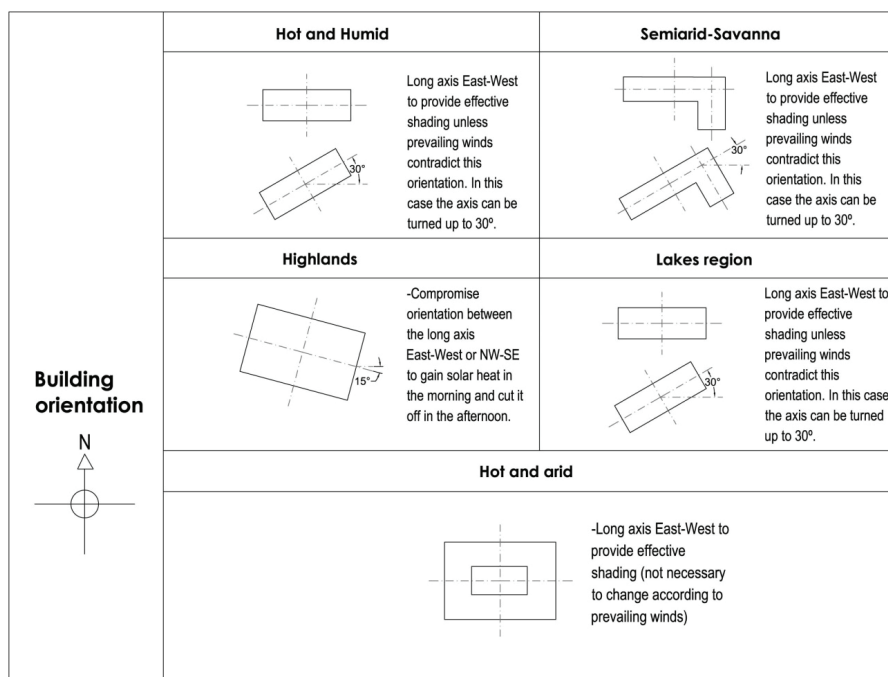 Hot and Humid
Long axis East-West
to provide effective
shading unless
prevailing winds
contradict this
orientation. In this
case the axis can be
turned up to 30º.
30°
Semiarid-Savanna
Long axis East-West
to provide effective
shading unless
prevailing winds
contradict this
orientation. In this
case the axis can be
turned up to 30º.
30°
Building
orientation
N
Highlands
-Compromise
orientation between
the long axis
East-West or NW-SE
to gain solar heat in
the morning and cut it
off in the afternoon.
15°
Lakes region
Long axis East-West to
provide effective
shading unless
prevailing winds
contradict this
orientation. In this case
the axis can be turned
up to 30º.
30°
Hot and arid
-Long axis East-West to
provide effective
shading (not necessary
to change according to
prevailing winds)